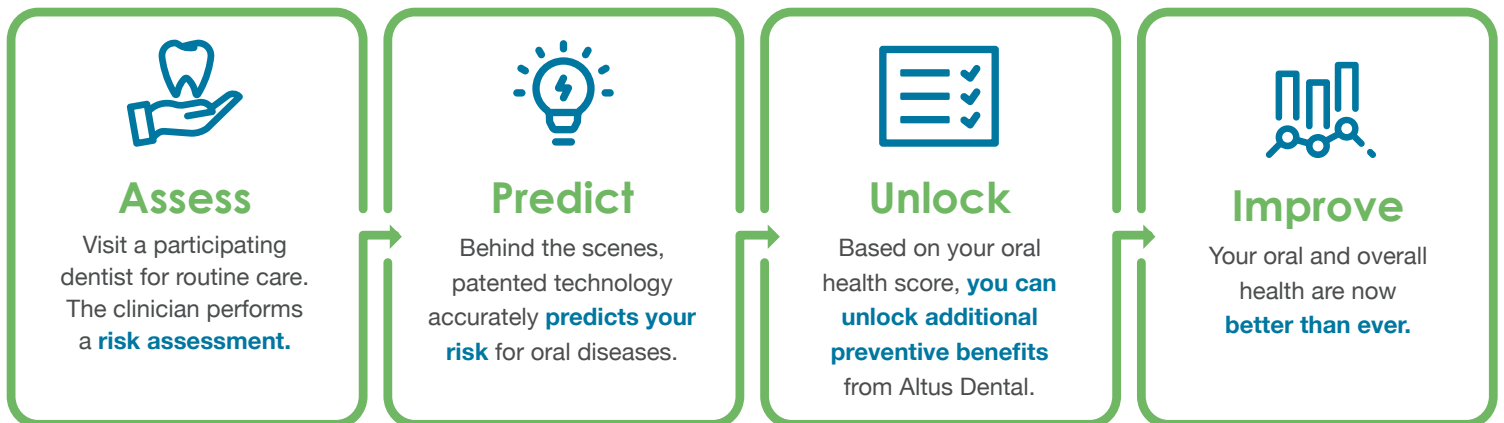 Assess
Visit a participating
dentist for routine care.
The clinician performs
a risk assessment.
Predict
Behind the scenes,
patented technology
accurately predicts your
risk for oral diseases.
Unlock
Based on your oral
health score, you can
unlock additional
preventive benefits
from Altus Dental.
Improve
Your oral and overall
health are now
better than ever.